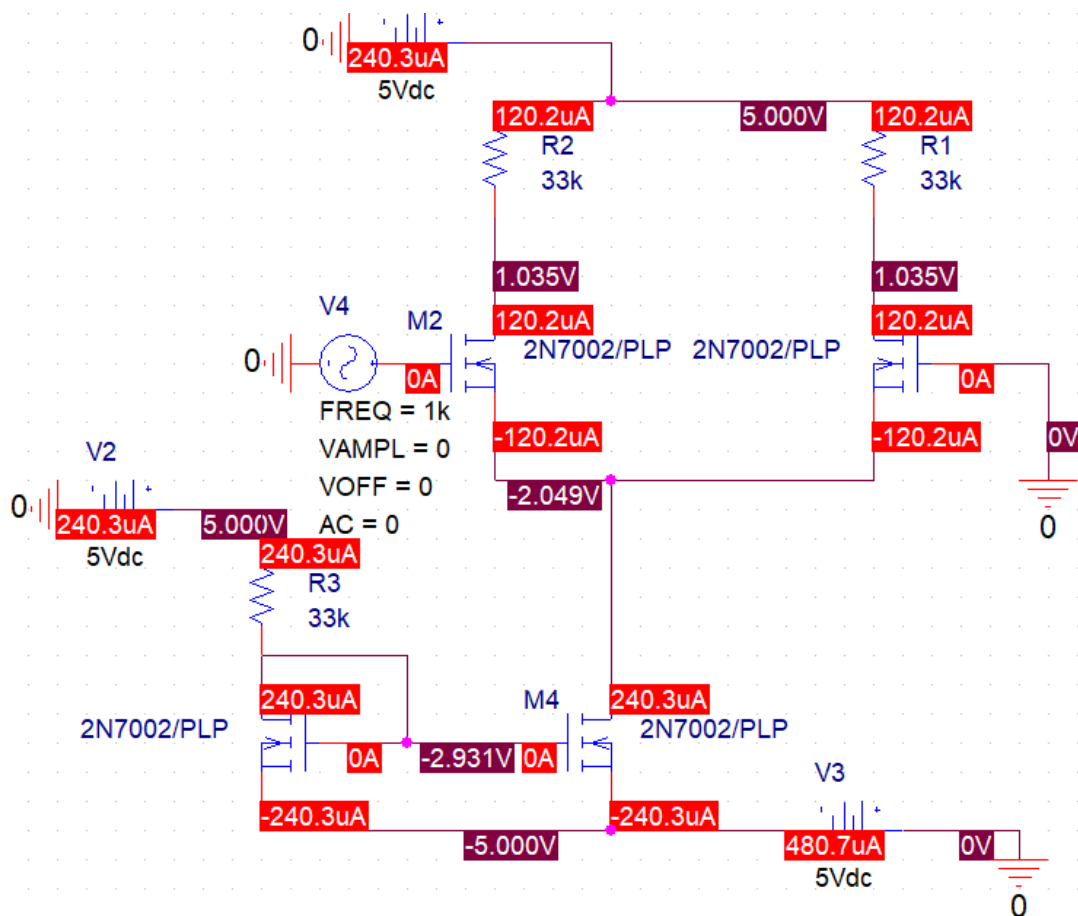 0
240.3uA
5Vdc
120.2uA
5.000V
120.2uA
R2
33k
R1
33k
1.035V
1.035V
V4
M2
120.2uA
120.2uA
2N7002/PLP
2N7002/PLP
0
0A
0A
FREQ = 1k
VAMPL = 0
VOFF = 0
AC = 0
-120.2uA
-120.2uA
0V
V2
-2.049V
0
240.3uA
5.000V
5Vdc
0
240.3uA
R3
33k
240.3uA
M4
240.3uA
2N7002/PLP
2N7002/PLP
0A
-2.931V
0A
V3
-240.3uA
-240.3uA
-5.000V
480.7uA
0V
5Vdc
0